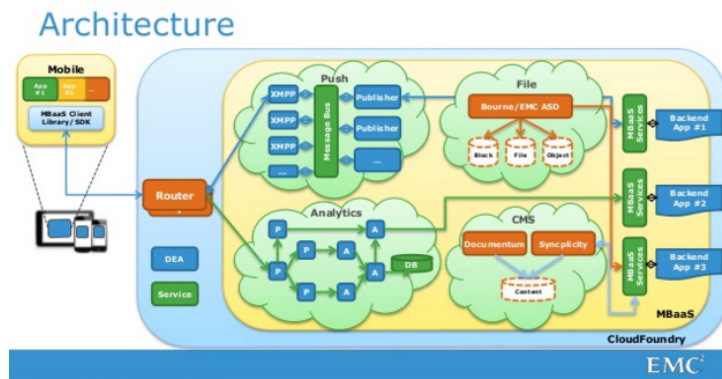 Architecture
Mobile
App
#1
App
#2
...
MBaaS Client
Library/SDK
Router
DEA
Service
Push
XMPP
XMPP
XMPP
...
Message Bus
Publisher
Publisher
...
File
Bourne/EMC ASD
Block
File
Object
Analytics
P
A
P
A
P
A
P
A
DB
CMS
Documentum
Syncplicity
Content
MBaaS
Services
Backend
App #1
MBaaS
Services
Backend
App #2
MBaaS
Services
Backend
App #3
MBaaS
CloudFoundry
EMC²